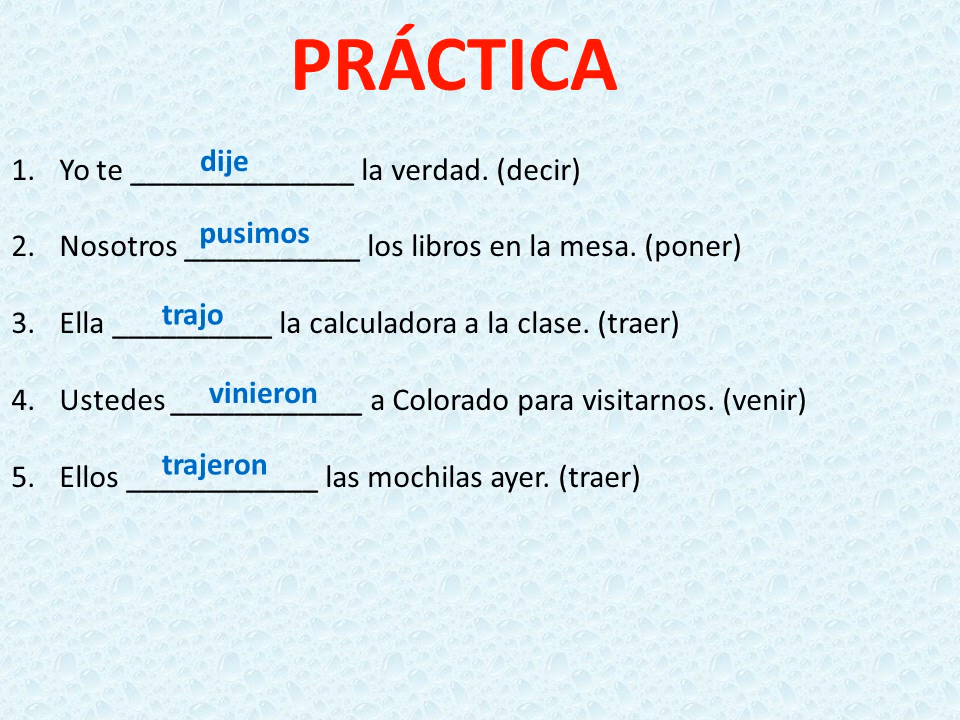 PRÁCTICA
1. Yo te dije la verdad. (decir)
2. Nosotros pusimos los libros en la mesa. (poner)
3. Ella trajo la calculadora a la clase. (traer)
4. Ustedes vinieron a Colorado para visitarnos. (venir)
5. Ellos trajeron las mochilas ayer. (traer)